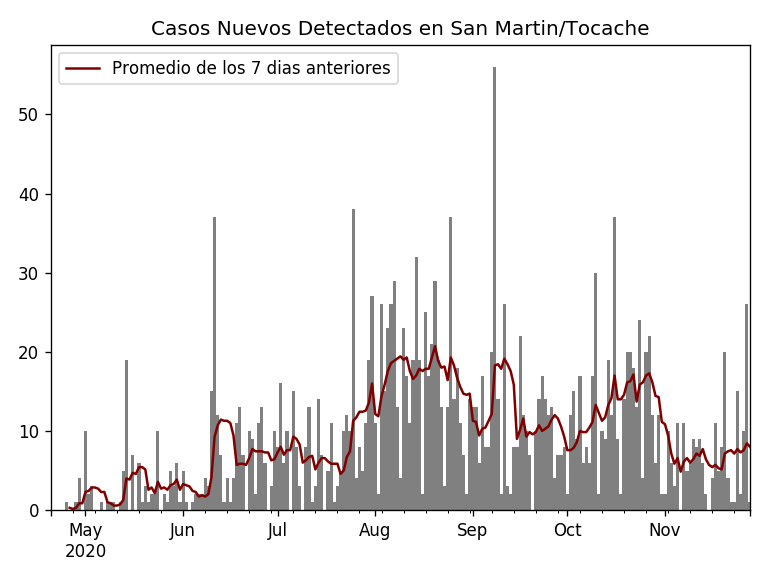 Casos Nuevos Detectados en San Martin/Tocache
Promedio de los 7 dias anteriores
50
40
30
20
10
0
May Jun Jul Aug Sep Oct Nov
2020